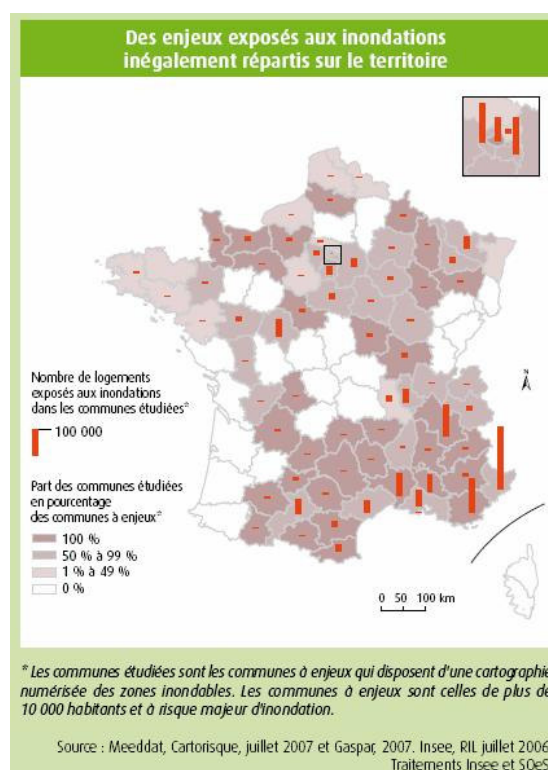 Des enjeux exposés aux inondations
inégalement répartis sur le territoire
N
Nombre de logements
exposés aux inondations
dans les communes étudiées*
100 000
Part des communes étudiées
en pourcentage
des communes à enjeux*
100 %
50 % à 99 %
1 % à 49 %
0 %
0 50 100 km
* Les communes étudiées sont les communes à enjeux qui disposent d'une cartographie
numérisée des zones inondables. Les communes à enjeux sont celles de plus de
10 000 habitants et à risque majeur d'inondation.
Source : Meeddat, Cartorisque, juillet 2007 et Gaspar, 2007. Insee, RIL juillet 2006
Traitements Insee et SOeS